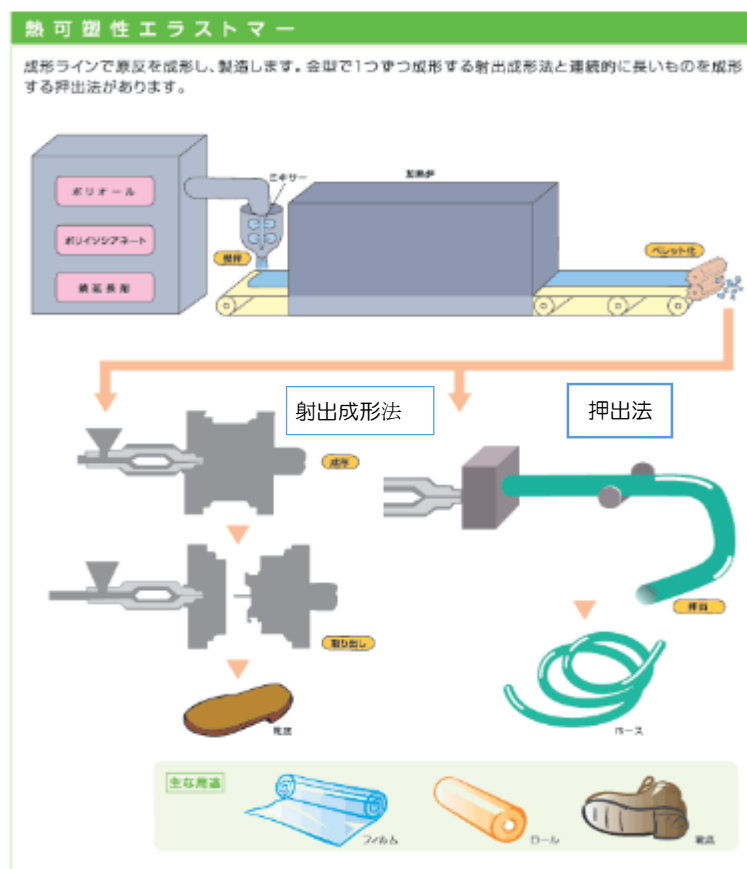 熱可塑性エラストマー
成形ラインで原反を成形し、製造します。金型で1つずつ成形する射出成形法と連続的に長いものを成形
する押出法があります。
ミキサー
加熱炉
ポリオール
ポリイソシアネート
鎖延長剤
攪拌
ペレット化
射出成形法
押出法
成形
取り出し
押出
靴底
ホース
主な用途
フィルム
ロール
靴底